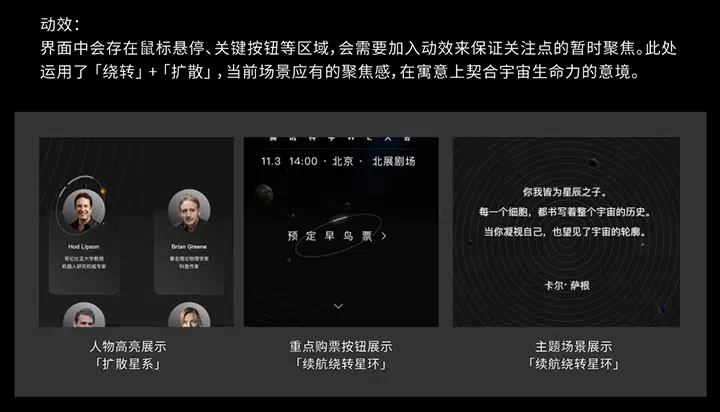 动效：
界面中会存在鼠标悬停、关键按钮等区域，会需要加入动效来保证关注点的暂时聚焦。此处
运用了「绕转」+「扩散」，当前场景应有的聚焦感，在寓意上契合宇宙生命力的意境。
Hod Lipson
哥伦比亚大学教授
机器人研究权威专家
Brian Greene
著名理论物理学家
科普作家
人物高亮展示
「扩散星系」
11.3 14:00 · 北京 · 北展剧场
预定早鸟票 >
重点购票按钮展示
「续航绕转星环」
你我皆为星辰之子。
每一个细胞，都书写着整个宇宙的历史。
当你凝视自己，也望见了宇宙的轮廓。
卡尔·萨根
主题场景展示
「续航绕转星环」